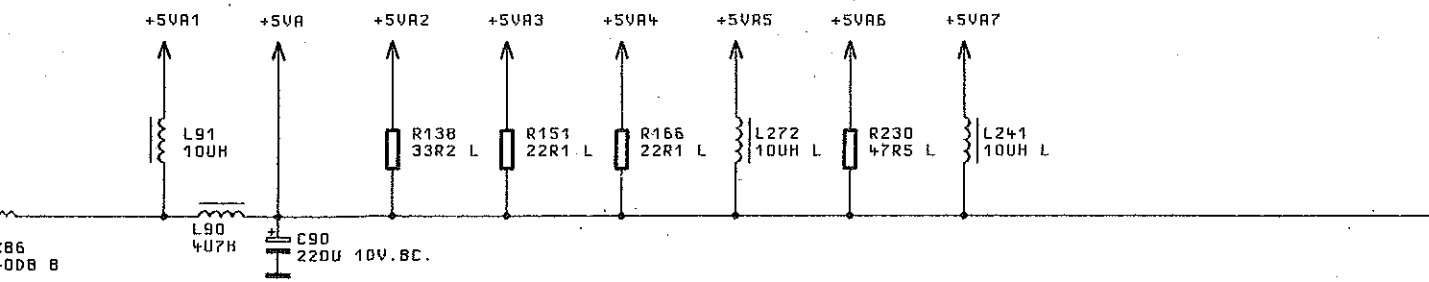 +5VA1 +5VA +5VA2 +5VA3 +5VA4 +5VA5 +5VA6 +5VA7
L91 R138 R151 R166 L272 R230 L241
10UH 33R2 L 22R1 L 22R1 L 10UH L 47R5 L 10UH L
L90 + C90
4U7H 220U 10V.BC.